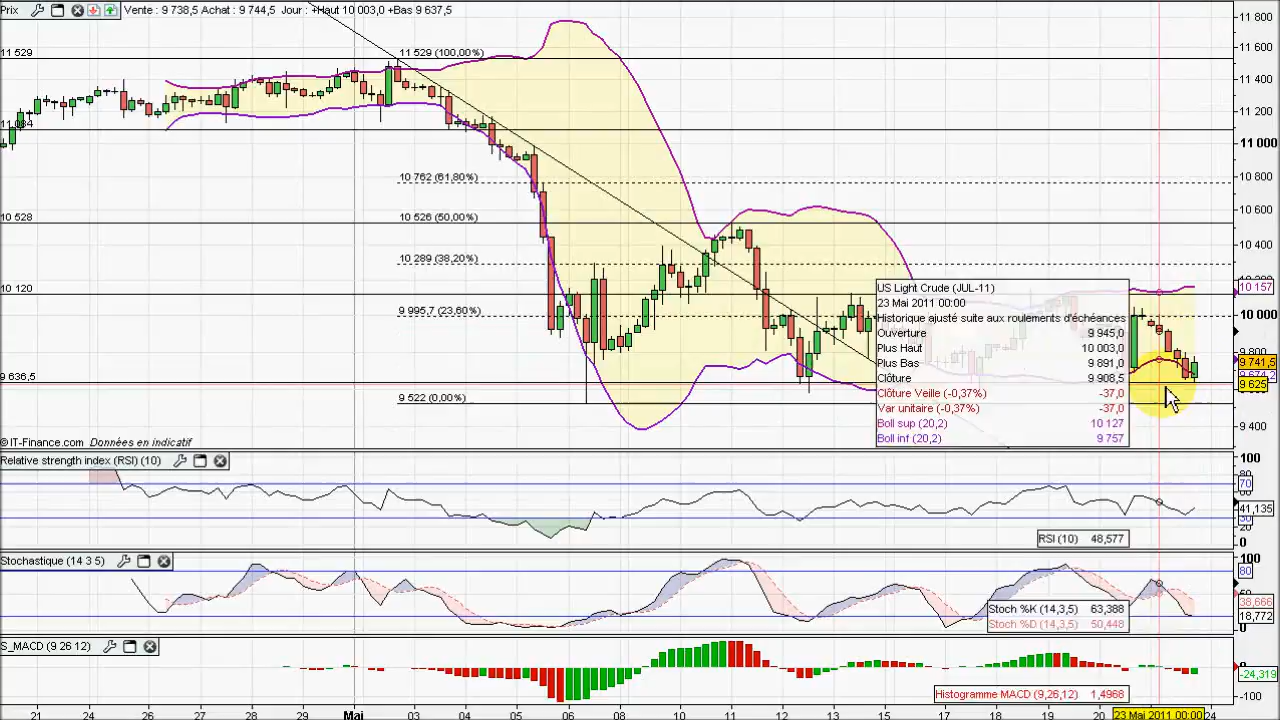 Prix Vente : 9 738,5 Achat : 9 744,5 Jour : +Haut 10 003,0 +Bas 9 637,5
11 800
11 600
11 529
11 529 (100,00%)
11 400
11 200
11 000
10 800
10 762 (61,80%)
10 600
10 528
10 526 (50,00%)
10 400
10 289 (38,20%)
10 157
10 120
9 995,7 (23,60%)
10 000
US Light Crude (JUL-11)
23 Mai 2011 00:00
Historique ajusté suite aux roulements d'échéances
Ouverture 9 945,0
Plus Haut 10 003,0
Plus Bas 9 891,0
Clôture 9 908,5
Clôture Veille (-0,37%) -37,0
Var unitaire (-0,37%) -37,0
Boll sup (20,2) 10 127
Boll inf (20,2) 9 757
9 741,5
9 636,5
9 625
9 522 (0,00%)
9 400
© IT-Finance.com Données en indicatif
Relative strength index (RSI) (10)
100
70
41,135
30
20
0
RSI (10) 48,577
Stochastique (14 3 5)
100
80
38,666
18,772
0
Stoch %K (14,3,5) 63,388
Stoch %D (14,3,5) 50,448
S_MACD (9 26 12)
-24,319
-100
Histogramme MACD (9,26,12) 1,4968
21 24 26 27 28 Mai 03 04 05 06 08 10 11 12 13 15 17 18 19 20 23 Mai 2011 00:00 24